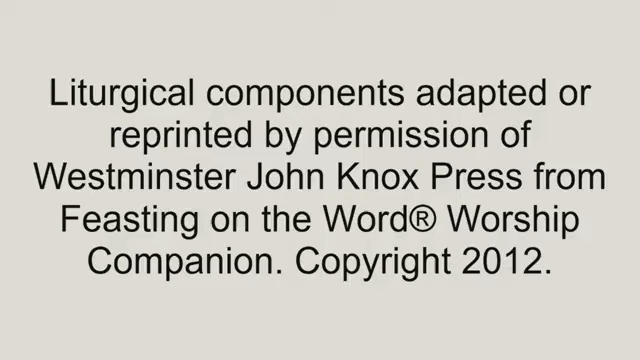 Liturgical components adapted or
reprinted by permission of
Westminster John Knox Press from
Feasting on the Word® Worship
Companion. Copyright 2012.